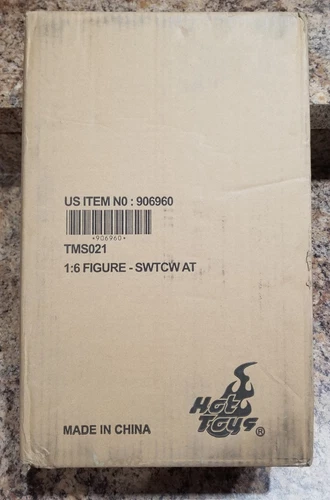 US ITEM N0 : 906960
*906960*
TMS021
1:6 FIGURE - SWTCW AT
Hot
Toys ®
MADE IN CHINA